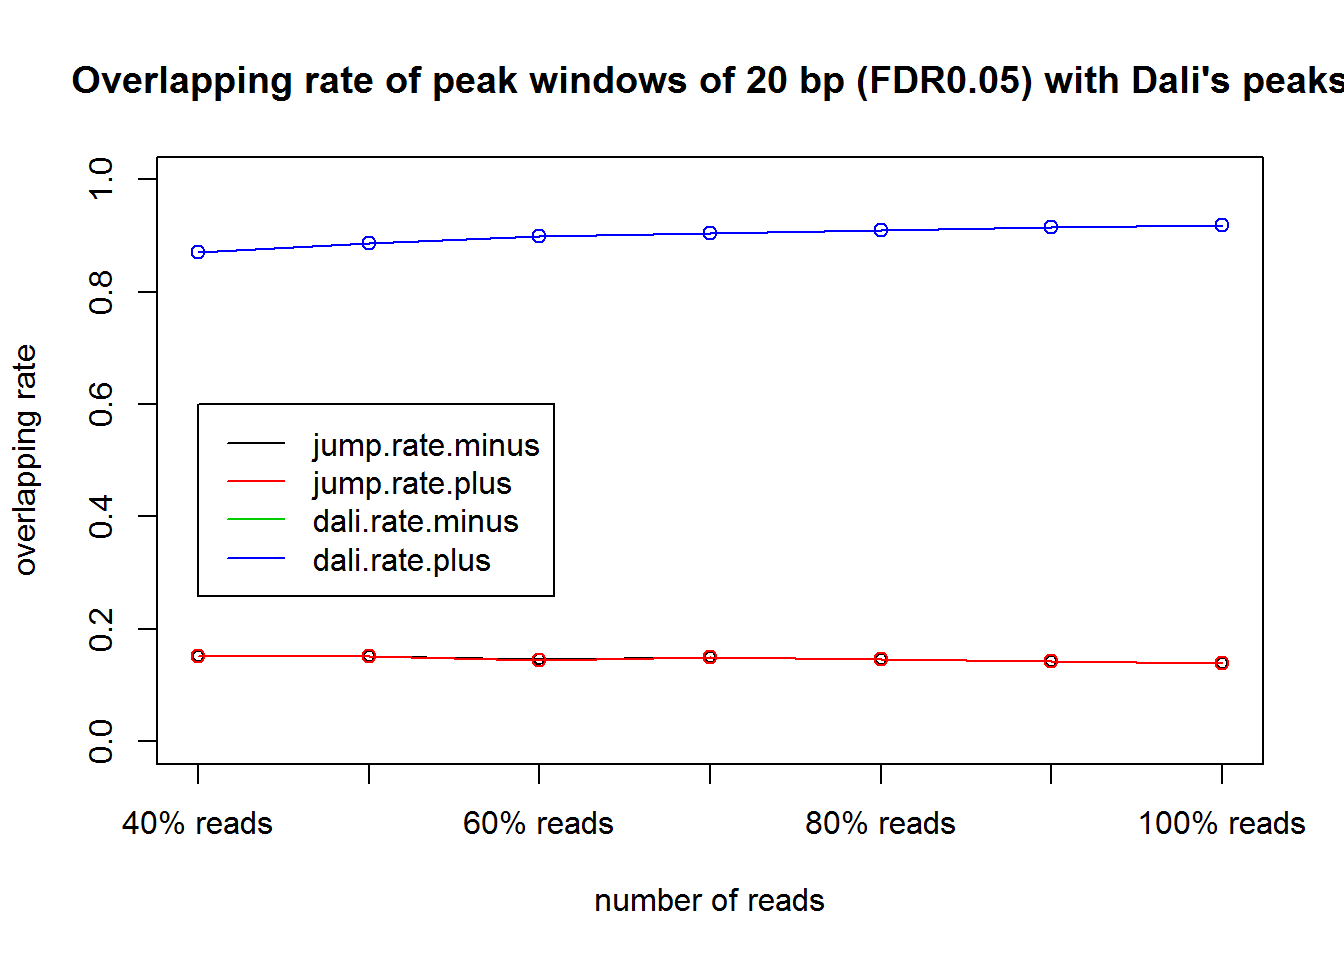 Overlapping rate of peak windows of 20 bp (FDR0.05) with Dali's peaks
overlapping rate
1.0
0.8
0.6
0.4
0.2
0.0
jump.rate.minus
jump.rate.plus
dali.rate.minus
dali.rate.plus
40% reads
60% reads
80% reads
100% reads
number of reads